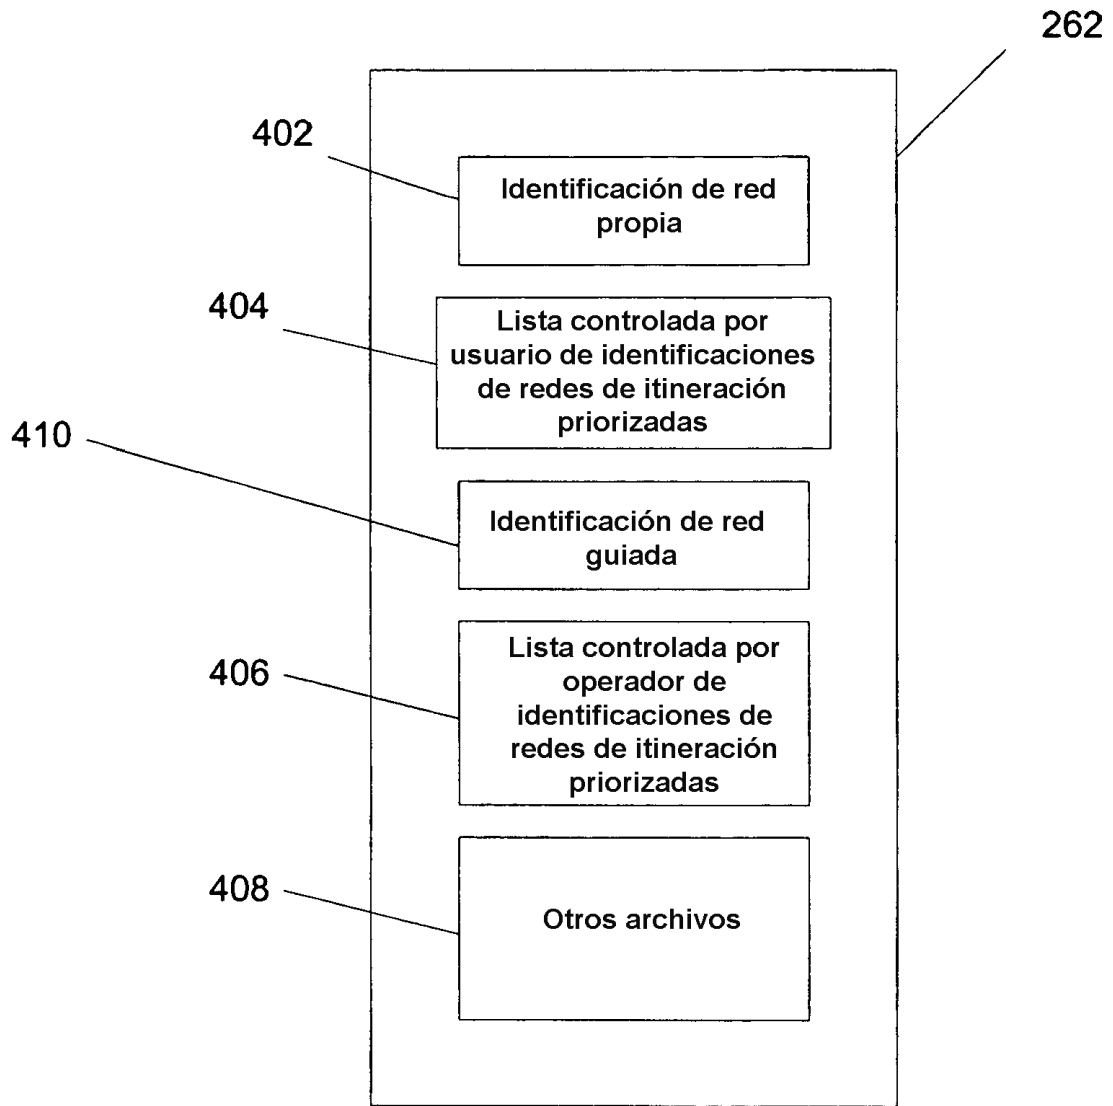 262
402
Identificación de red
propia
404
Lista controlada por
usuario de identificaciones
de redes de itineración
priorizadas
410
Identificación de red
guiada
406
Lista controlada por
operador de
identificaciones de
redes de itineración
priorizadas
408
Otros archivos